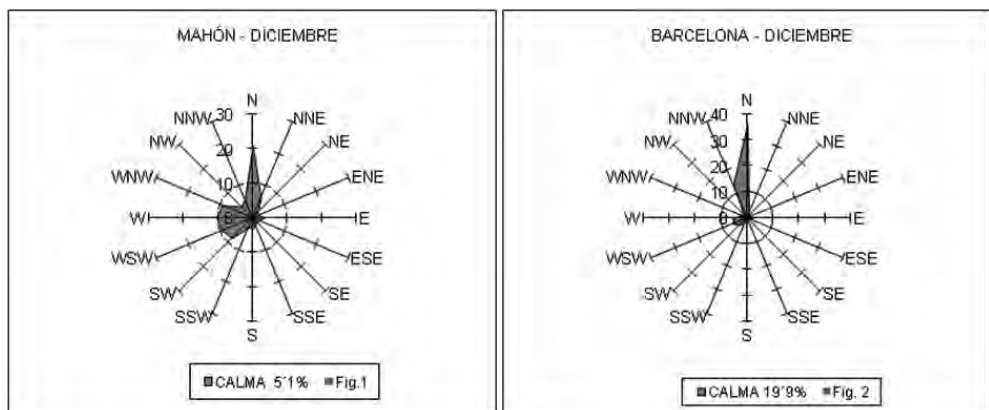 MAHÓN - DICIEMBRE
N
NNW 30 NNE
NW 20 NE
WNW 10 ENE
W 0 E
WSW ESE
SW SE
SSW SSE
S
CALMA 5´1% Fig.1
BARCELONA - DICIEMBRE
N
NNW 40 NNE
NW 30 NE
20
WNW 10 ENE
W 0 E
WSW ESE
SW SE
SSW SSE
S
CALMA 19´9% Fig. 2